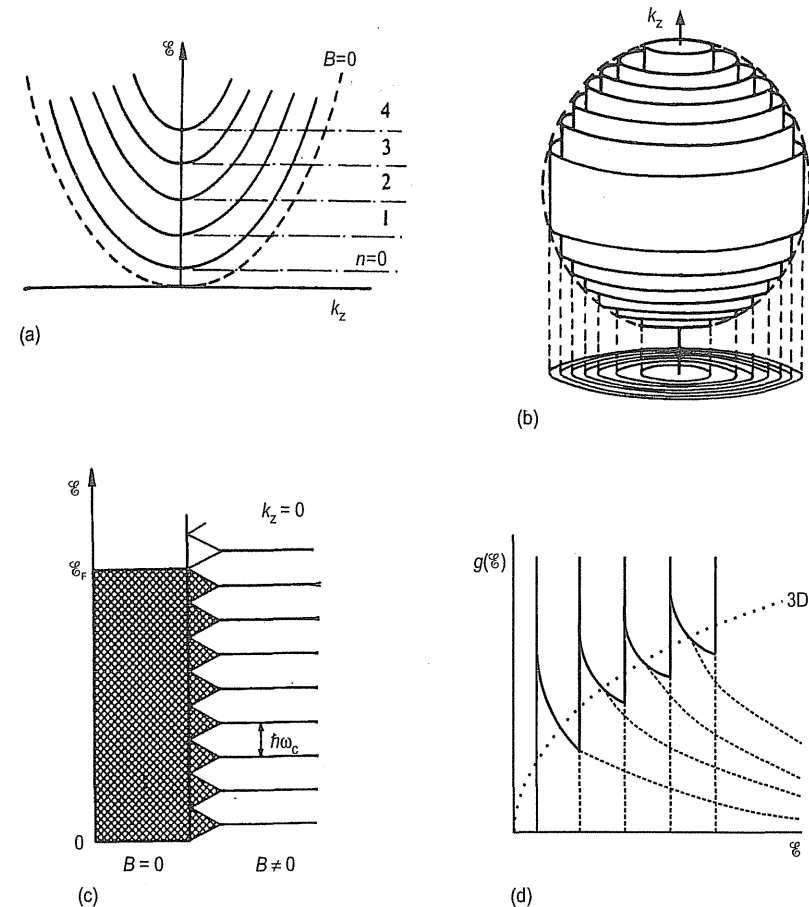 ℰ
B=0
4
3
2
1
n=0
k_z
(a)
k_z
(b)
ℰ
k_z = 0
ℰ_F
ħω_c
0
B = 0
B ≠ 0
(c)
g(ℰ)
3D
ℰ
(d)